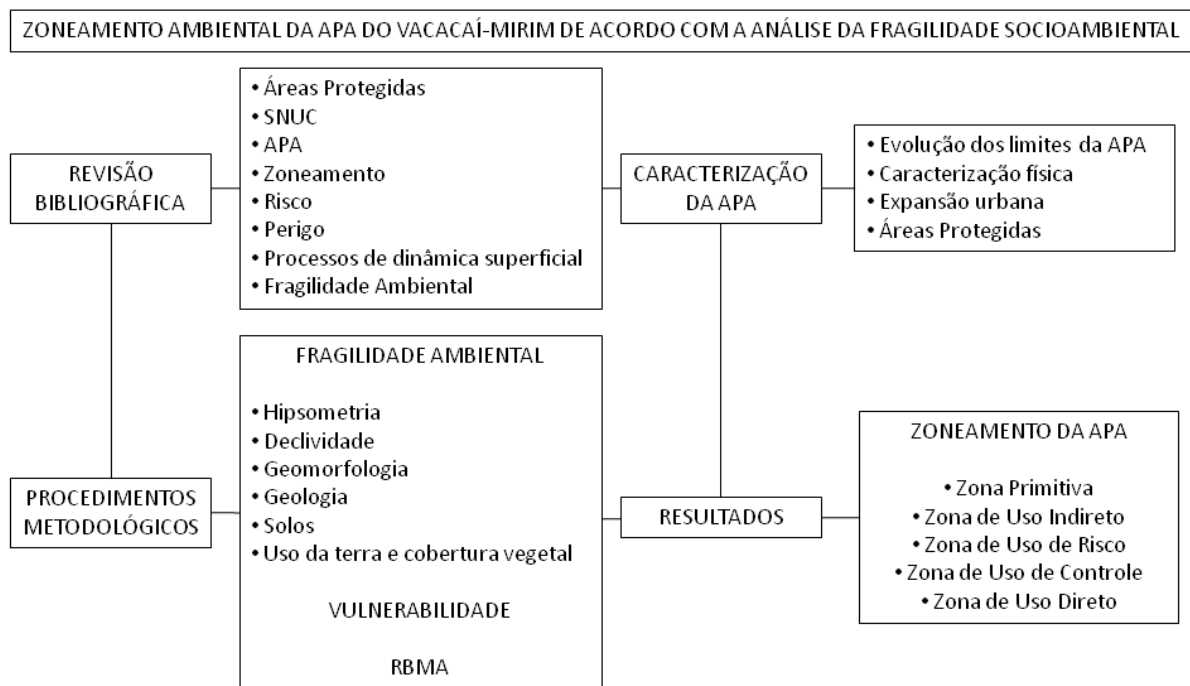 ZONEAMENTO AMBIENTAL DA APA DO VACACAÍ-MIRIM DE ACORDO COM A ANÁLISE DA FRAGILIDADE SOCIOAMBIENTAL
REVISÃO
BIBLIOGRÁFICA
• Áreas Protegidas
• SNUC
• APA
• Zoneamento
• Risco
• Perigo
• Processos de dinâmica superficial
• Fragilidade Ambiental
CARACTERIZAÇÃO
DA APA
• Evolução dos limites da APA
• Caracterização física
• Expansão urbana
• Áreas Protegidas
PROCEDIMENTOS
METODOLÓGICOS
FRAGILIDADE AMBIENTAL
• Hipsometria
• Declividade
• Geomorfologia
• Geologia
• Solos
• Uso da terra e cobertura vegetal
VULNERABILIDADE
RBMA
RESULTADOS
ZONEAMENTO DA APA
• Zona Primitiva
• Zona de Uso Indireto
• Zona de Uso de Risco
• Zona de Uso de Controle
• Zona de Uso Direto